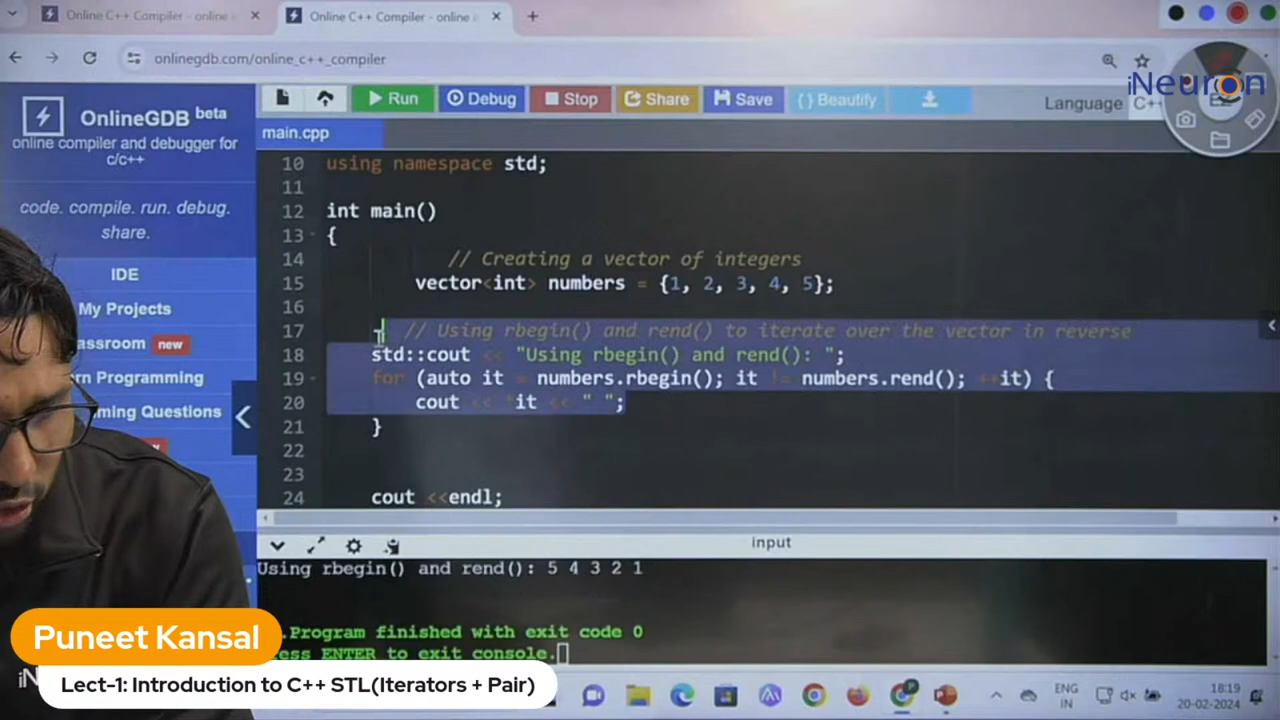 Online C++ Compiler - online
Online C++ Compiler - online
onlinegdb.com/online_c++_compiler
iNeuron
OnlineGDB beta
online compiler and debugger for
c/c++
code. compile. run. debug.
share.
IDE
My Projects
assroom new
rn Programming
ming Questions
Run
Debug
Stop
Share
Save
{ } Beautify
Language C++
main.cpp
10 using namespace std;
11
12 int main()
13 {
14 // Creating a vector of integers
15 vector<int> numbers = {1, 2, 3, 4, 5};
16
17 // Using rbegin() and rend() to iterate over the vector in reverse
18 std::cout << "Using rbegin() and rend(): ";
19 for (auto it = numbers.rbegin(); it != numbers.rend(); ++it) {
20 cout << *it << " ";
21 }
22
23
24 cout <<endl;
input
Using rbegin() and rend(): 5 4 3 2 1
.Program finished with exit code 0
ess ENTER to exit console.
Puneet Kansal
Lect-1: Introduction to C++ STL(Iterators + Pair)
ENG
IN
18:19
20-02-2024